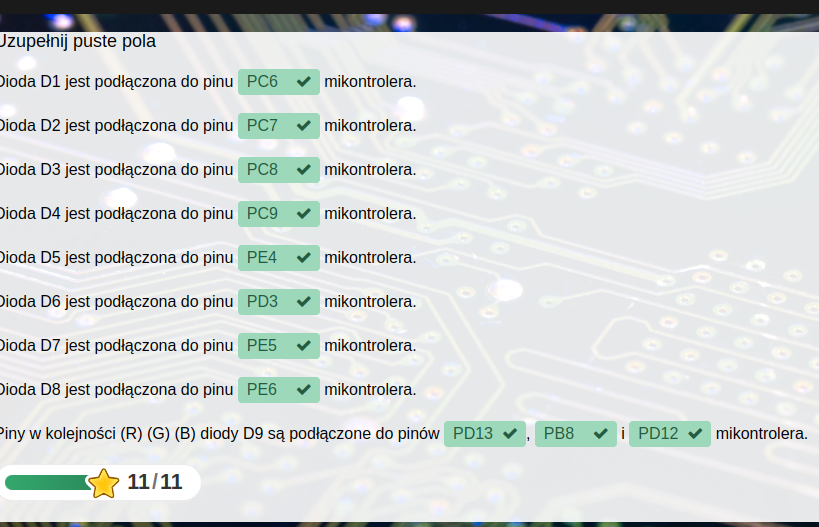 Uzupełnij puste pola
Dioda D1 jest podłączona do pinu PC6 mikontrolera.
Dioda D2 jest podłączona do pinu PC7 mikontrolera.
Dioda D3 jest podłączona do pinu PC8 mikontrolera.
Dioda D4 jest podłączona do pinu PC9 mikontrolera.
Dioda D5 jest podłączona do pinu PE4 mikontrolera.
Dioda D6 jest podłączona do pinu PD3 mikontrolera.
Dioda D7 jest podłączona do pinu PE5 mikontrolera.
Dioda D8 jest podłączona do pinu PE6 mikontrolera.
Piny w kolejności (R) (G) (B) diody D9 są podłączone do pinów PD13 , PB8 i PD12 mikontrolera.
11/11